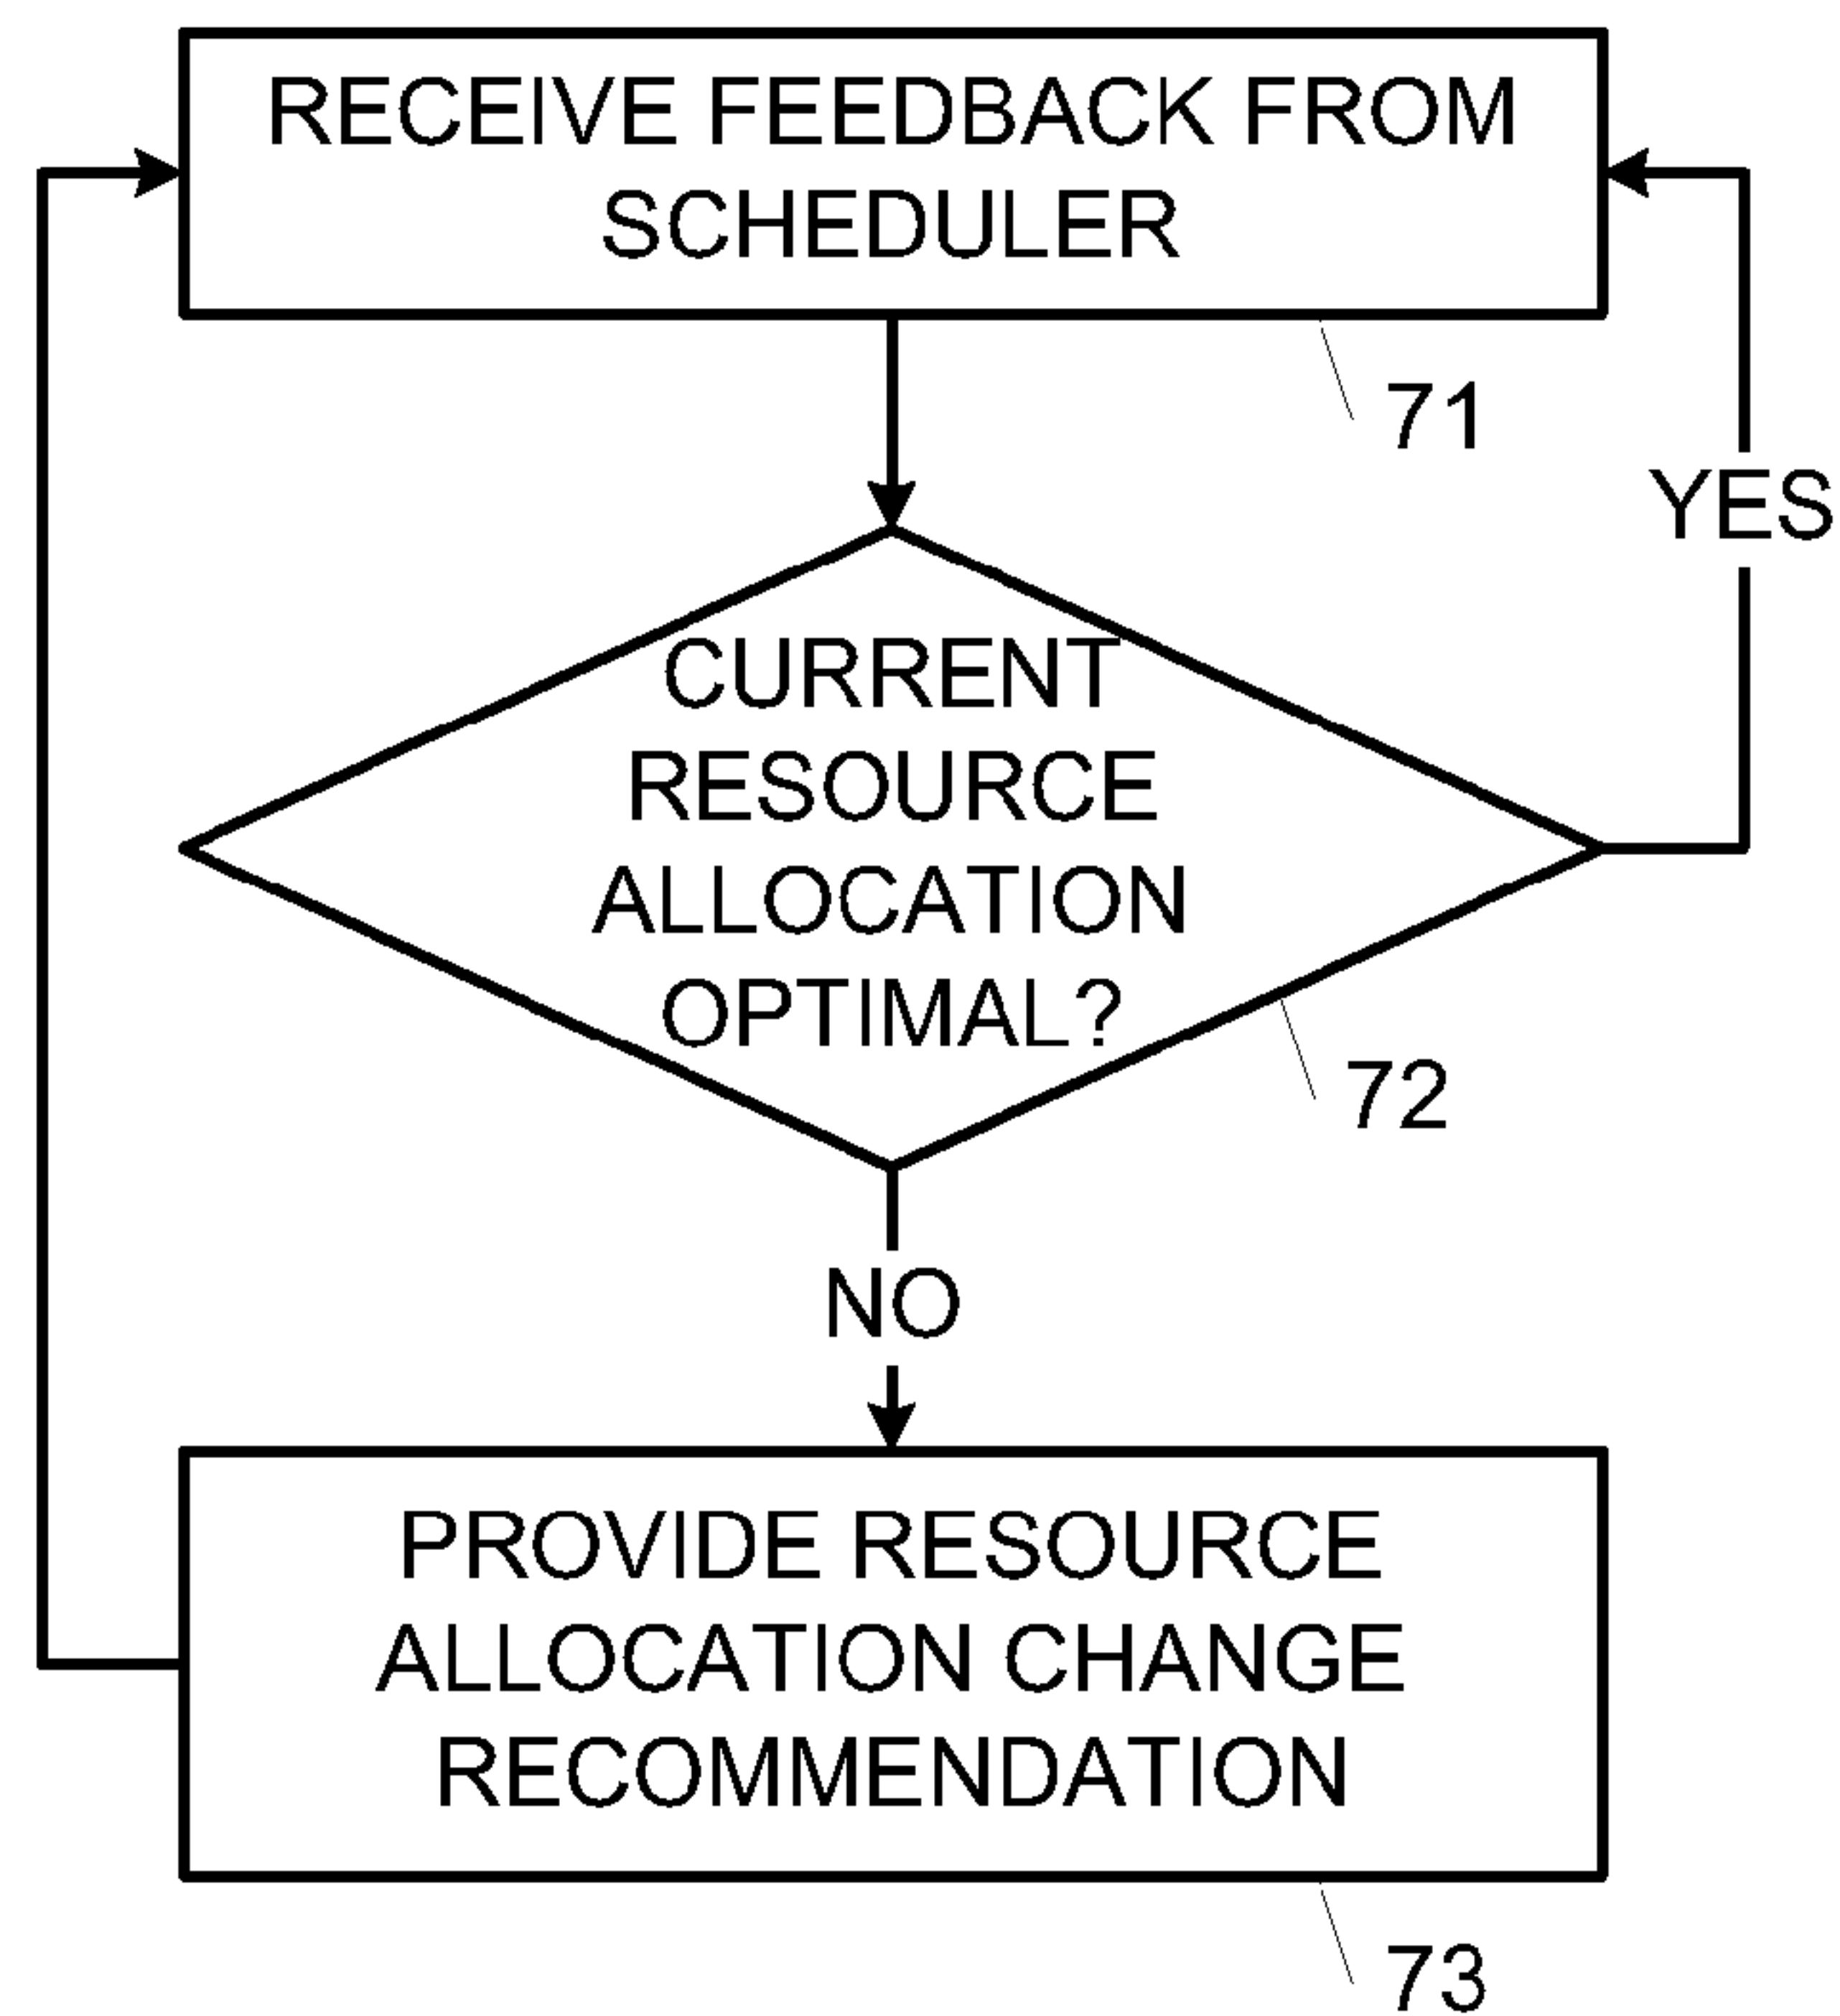 RECEIVE FEEDBACK FROM
SCHEDULER
71
YES
CURRENT
RESOURCE
ALLOCATION
OPTIMAL?
72
NO
PROVIDE RESOURCE
ALLOCATION CHANGE
RECOMMENDATION
73